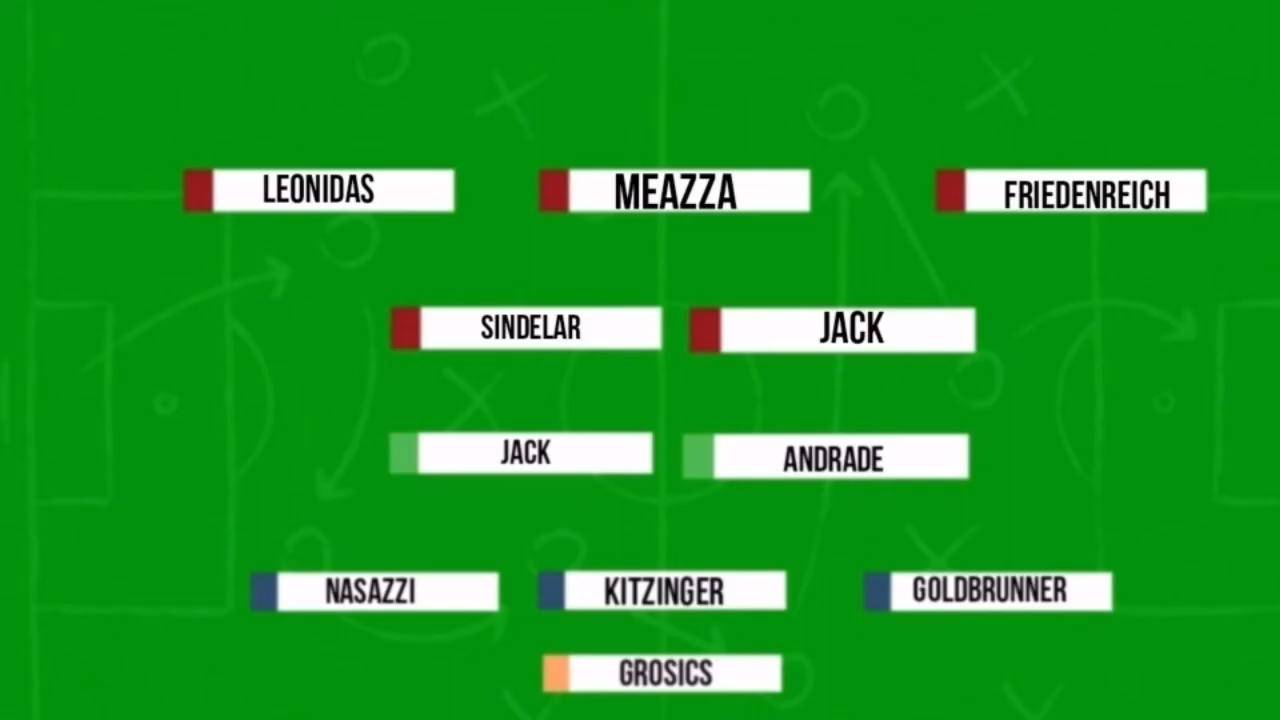 LEONIDAS
MEAZZA
FRIEDENREICH
SINDELAR
JACK
JACK
ANDRADE
NASAZZI
KITZINGER
GOLDBRUNNER
GROSICS